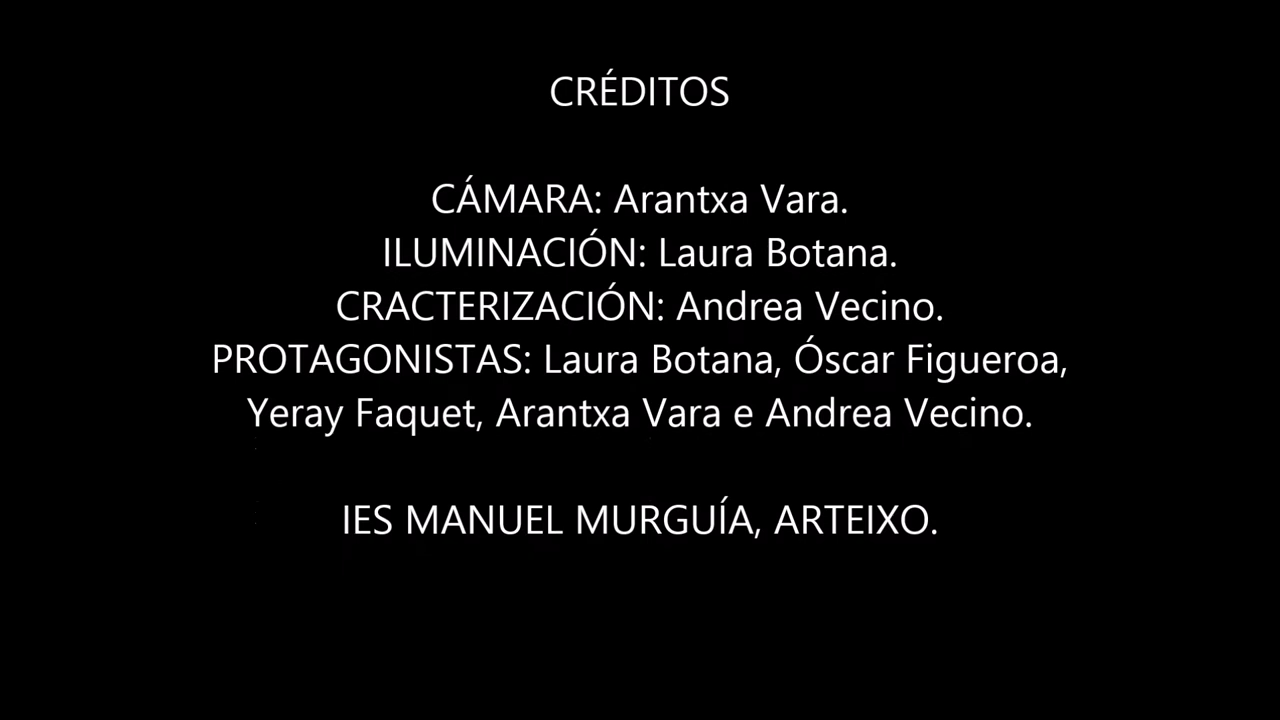 CRÉDITOS
CÁMARA: Arantxa Vara.
ILUMINACIÓN: Laura Botana.
CRACTERIZACIÓN: Andrea Vecino.
PROTAGONISTAS: Laura Botana, Óscar Figueroa,
Yeray Faquet, Arantxa Vara e Andrea Vecino.
IES MANUEL MURGUÍA, ARTEIXO.